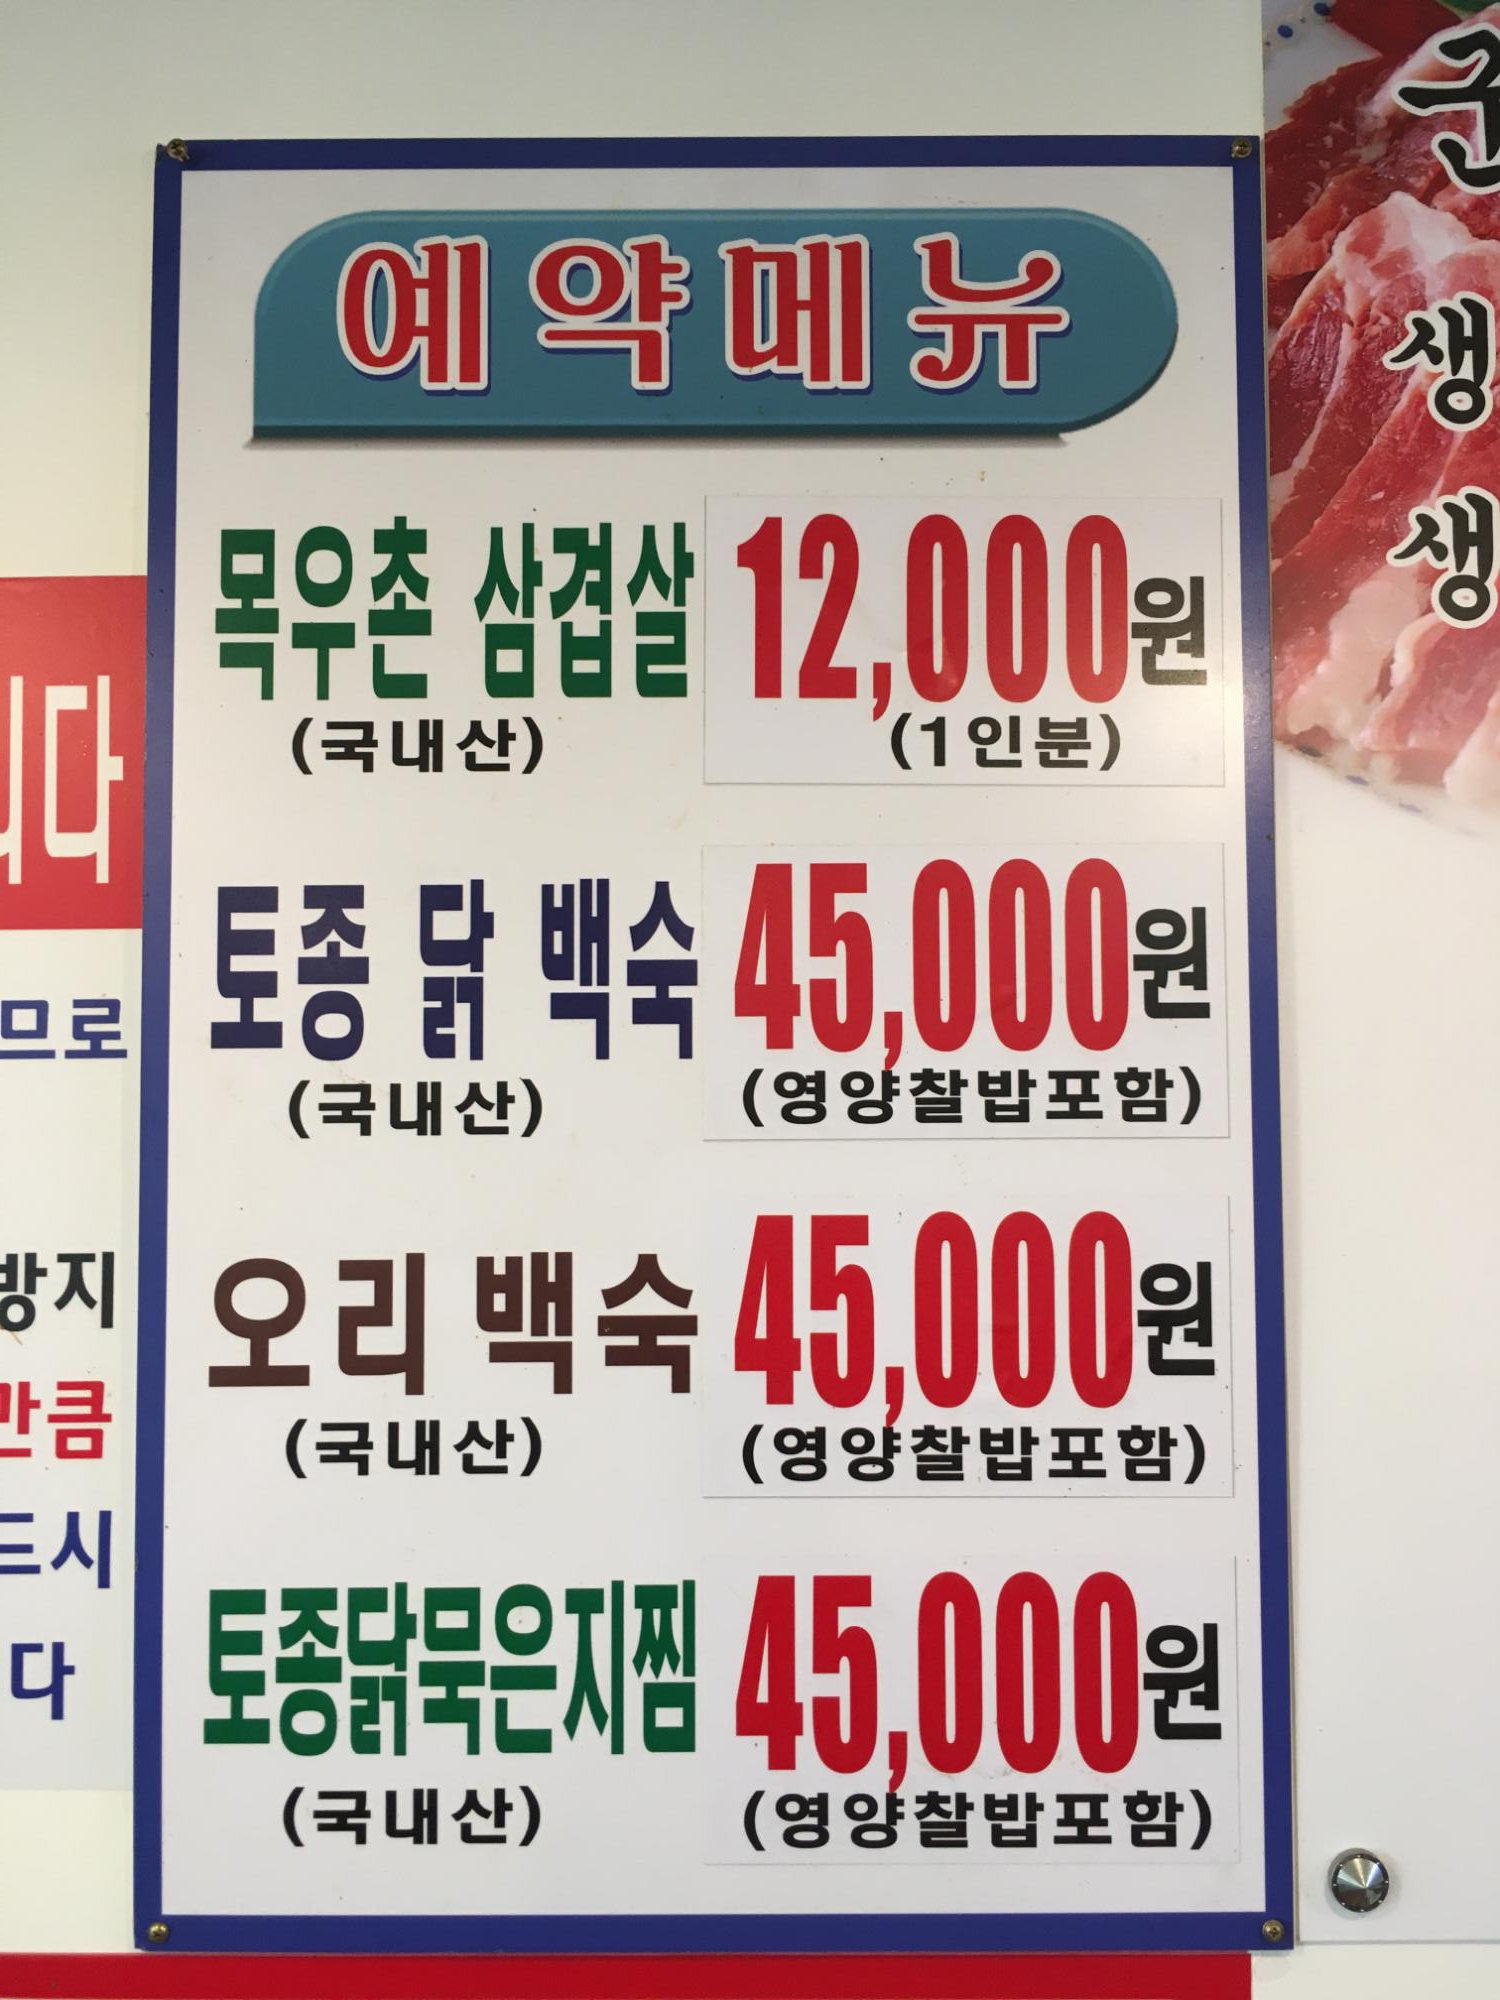 예약메뉴
목우촌 삼겹살 12,000원
(국내산) (1인분)
토종 닭 백숙 45,000원
(국내산) (영양찰밥포함)
오리 백숙 45,000원
(국내산) (영양찰밥포함)
토종닭묵은지찜 45,000원
(국내산) (영양찰밥포함)
니다
므로
방지
만큼
드시
다
생
생